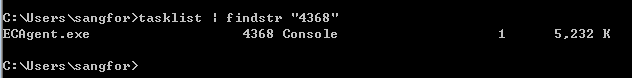 C:\Users\sangfor>tasklist | findstr "4368"
ECAgent.exe                   4368 Console                    1      5,232 K
C:\Users\sangfor>